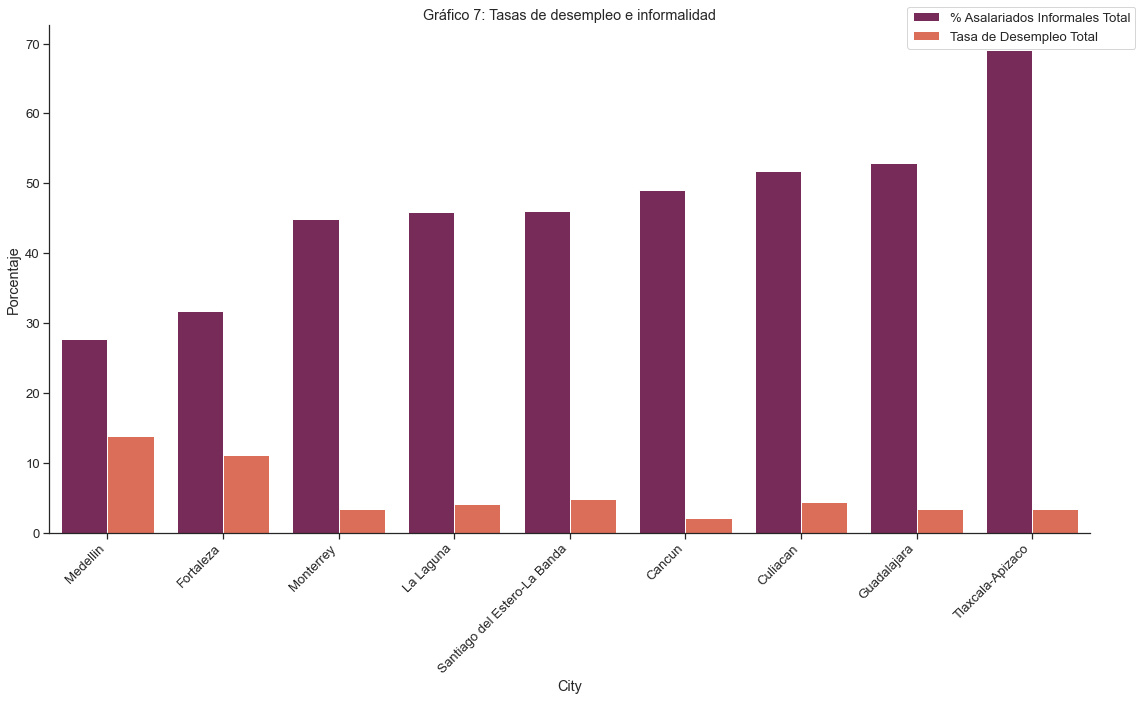 Gráfico 7: Tasas de desempleo e informalidad
% Asalariados Informales Total
Tasa de Desempleo Total
Porcentaje
70
60
50
40
30
20
10
0
Medellin
Fortaleza
Monterrey
La Laguna
Santiago del Estero-La Banda
Cancun
Culiacan
Guadalajara
Tlaxcala-Apizaco
City